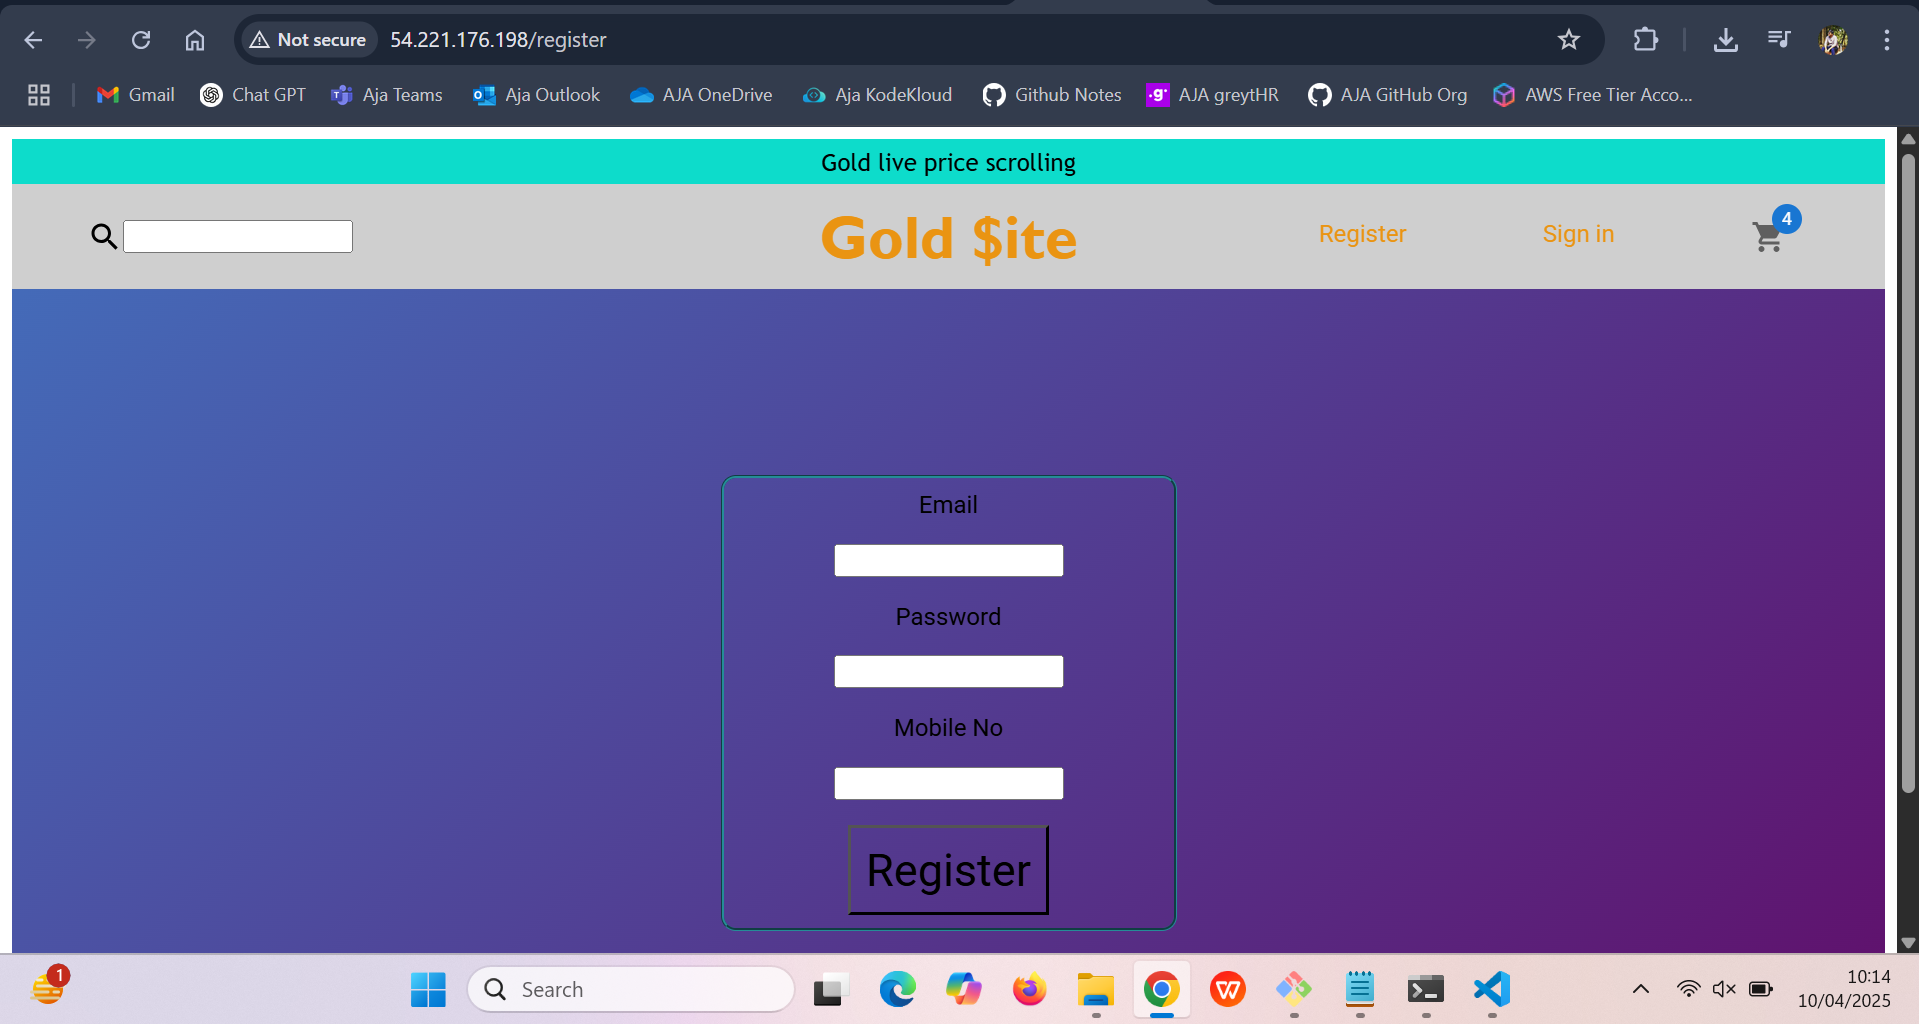 Not secure 54.221.176.198/register
Gmail Chat GPT Aja Teams Aja Outlook AJA OneDrive Aja KodeKloud Github Notes .g* AJA greytHR AJA GitHub Org AWS Free Tier Acco...
Gold live price scrolling
Gold $ite Register Sign in 4
Email
Password
Mobile No
Register
1 Search 10:14
10/04/2025